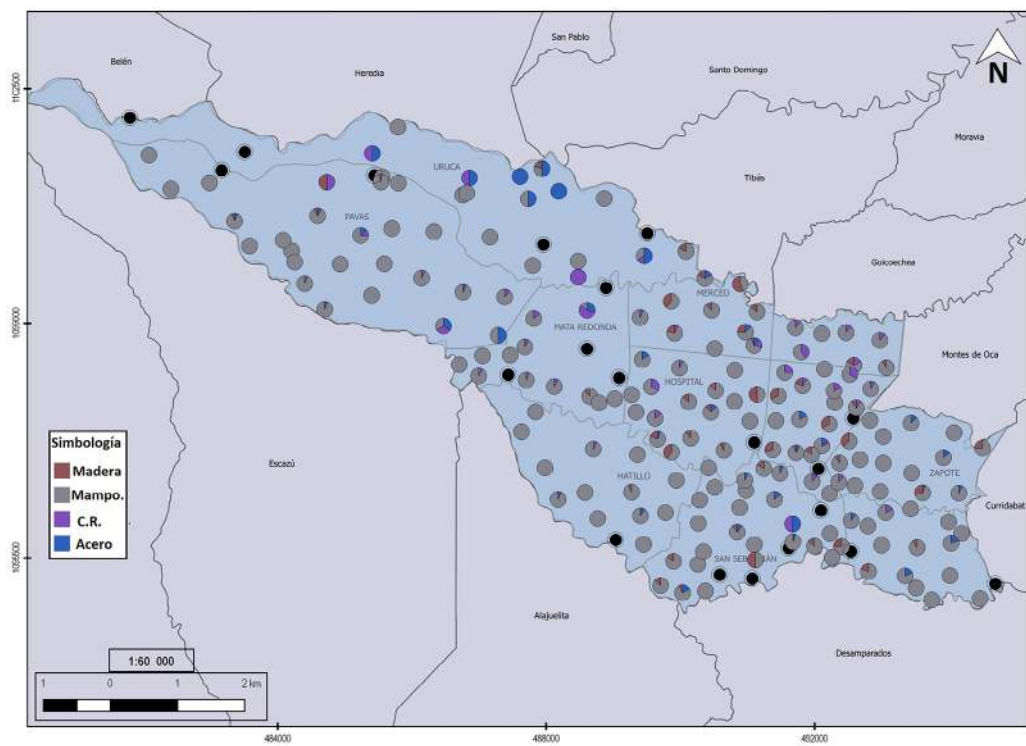 San Pablo
Belén
Heredia
Santo Domingo
N
Moravia
Tibás
URUCA
PAVAS
Goicoechea
MERCED
MATA REDONDA
Montes de Oca
HOSPITAL
Simbología
Madera
Mampo.
C.R.
Acero
Escazú
HATILLO
ZAPOTE
Curridabat
SAN SEBASTIÁN
Alajuelita
Desamparados
1:60 000
1 0 1 2 km
484000 488000 492000